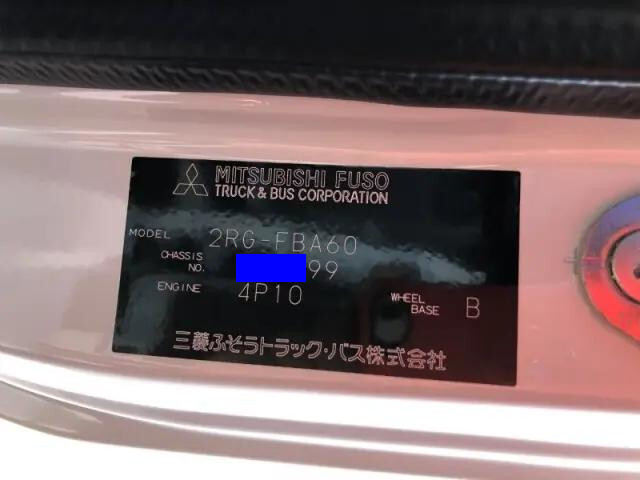 MITSUBISHI FUSO
TRUCK & BUS CORPORATION
MODEL 2RG-FBA60
CHASSIS NO. 99
ENGINE 4P10 WHEEL BASE B
三菱ふそうトラック・バス株式会社